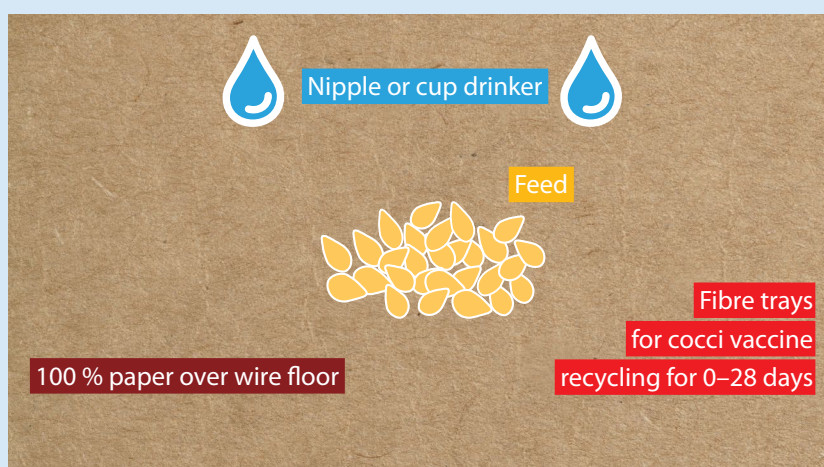 Nipple or cup drinker
Feed
Fibre trays
for cocci vaccine
recycling for 0–28 days
100 % paper over wire floor